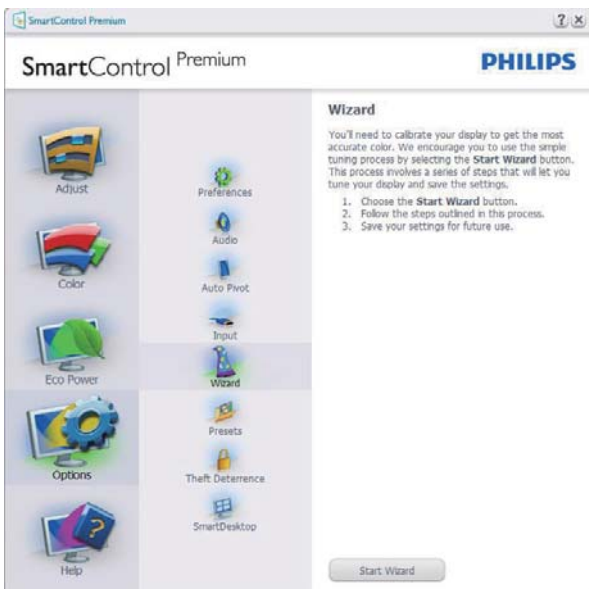 SmartControl Premium
SmartControl Premium
PHILIPS
Adjust
Color
Eco Power
Options
Help
Preferences
Audio
Auto Pivot
Input
Wizard
Presets
Theft Deterrence
SmartDesktop
Wizard
You'll need to calibrate your display to get the most
accurate color. We encourage you to use the simple
tuning process by selecting the Start Wizard button.
This process involves a series of steps that will let you
tune your display and save the settings.
1. Choose the Start Wizard button.
2. Follow the steps outlined in this process.
3. Save your settings for future use.
Start Wizard